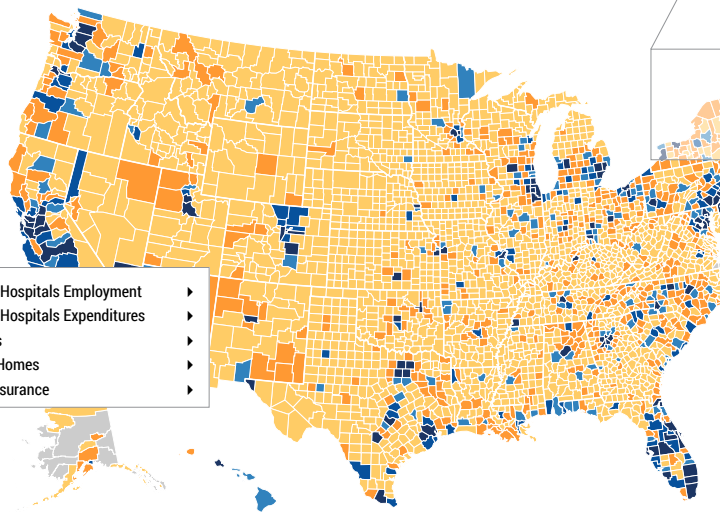 Hospitals Employment
Hospitals Expenditures
s
Homes
surance